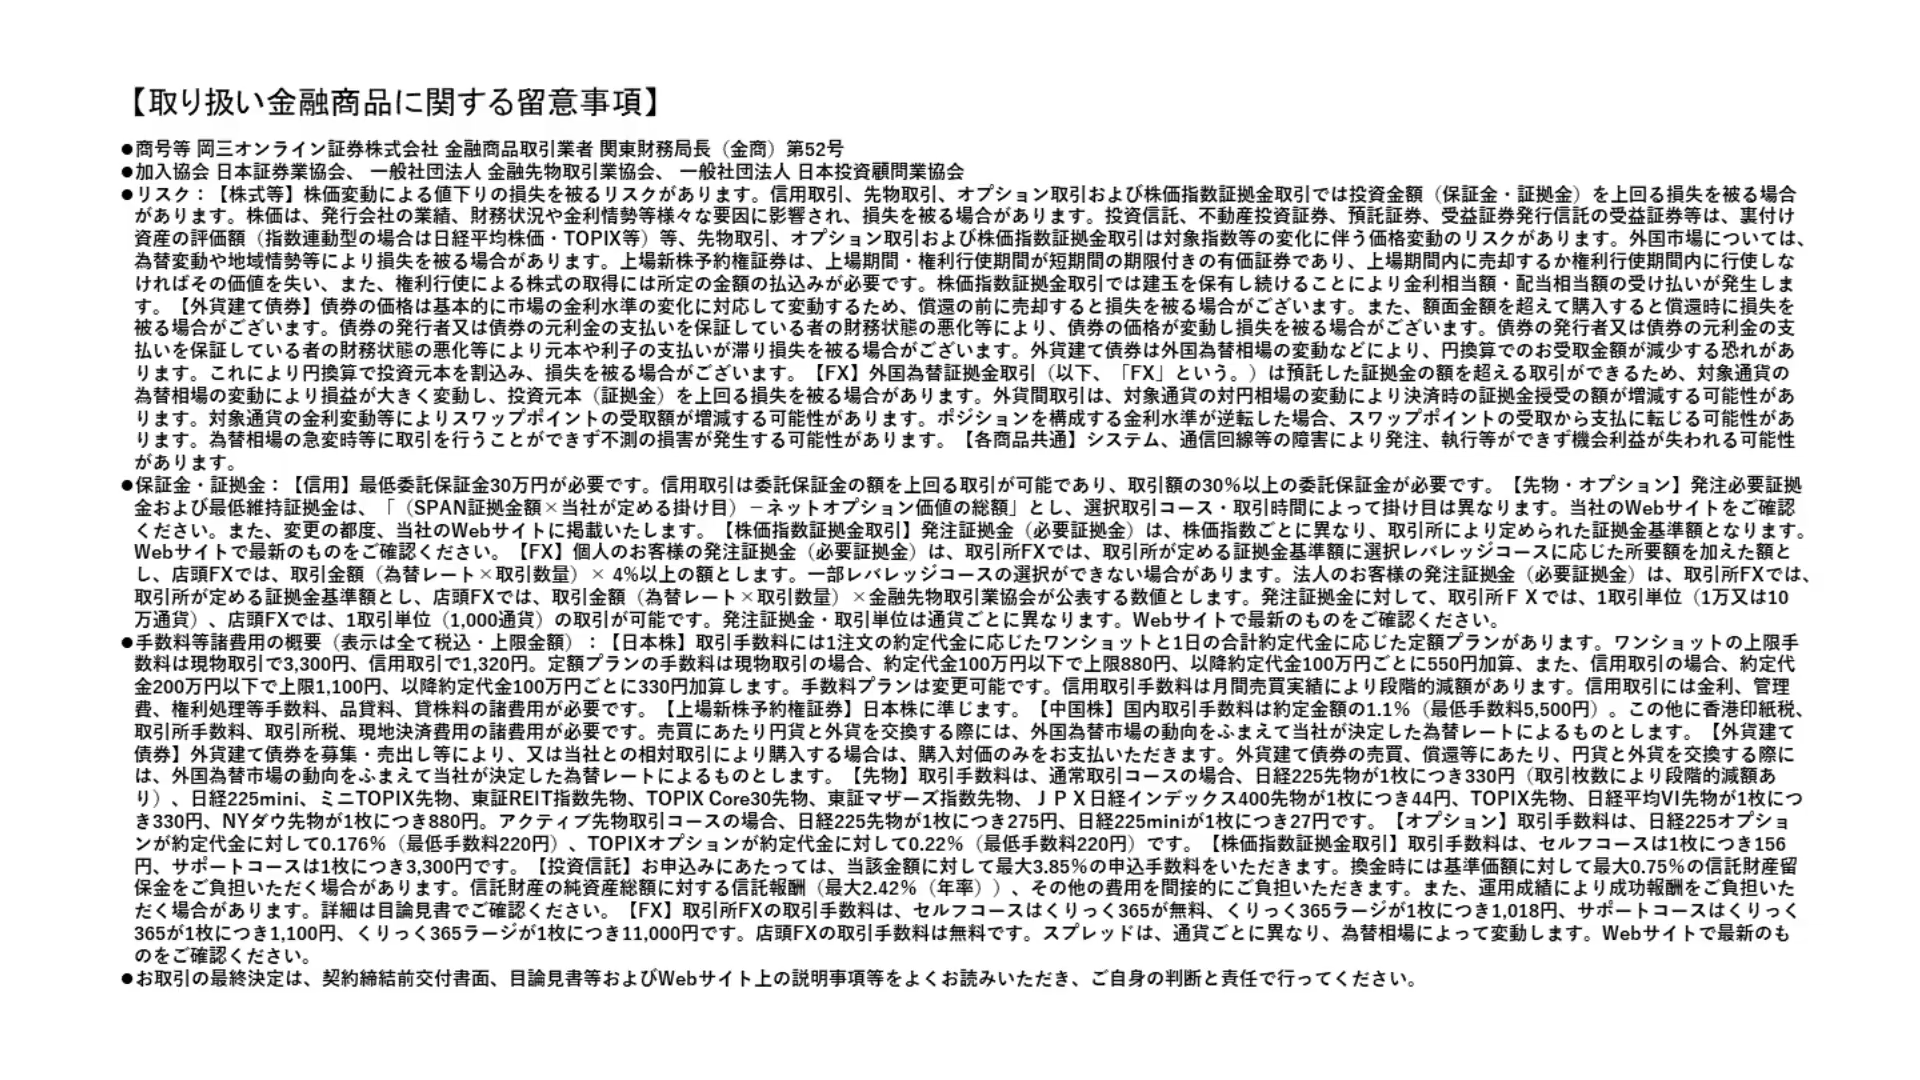 【取り扱い金融商品に関する留意事項】
●商号等 岡三オンライン証券株式会社 金融商品取引業者 関東財務局長（金商）第52号
●加入協会 日本証券業協会、 一般社団法人 金融先物取引業協会、 一般社団法人 日本投資顧問業協会
●リスク：【株式等】株価変動による値下りの損失を被るリスクがあります。信用取引、先物取引、オプション取引および株価指数証拠金取引では投資金額（保証金・証拠金）を上回る損失を被る場合
があります。株価は、発行会社の業績、財務状況や金利情勢等様々な要因に影響され、損失を被る場合があります。投資信託、不動産投資証券、預託証券、受益証券発行信託の受益証券等は、裏付け
資産の評価額（指数連動型の場合は日経平均株価・TOPIX等）等、先物取引、オプション取引および株価指数証拠金取引は対象指数等の変化に伴う価格変動のリスクがあります。外国市場については、
為替変動や地域情勢等により損失を被る場合があります。上場新株予約権証券は、上場期間・権利行使期間が短期間の期限付きの有価証券であり、上場期間内に売却するか権利行使期間内に行使しな
ければその価値を失い、また、権利行使による株式の取得には所定の金額の払込みが必要です。株価指数証拠金取引では建玉を保有し続けることにより金利相当額・配当相当額の受け払いが発生しま
す。【外貨建て債券】債券の価格は基本的に市場の金利水準の変化に対応して変動するため、償還の前に売却すると損失を被る場合がございます。また、額面金額を超えて購入すると償還時に損失を
被る場合がございます。債券の発行者又は債券の元利金の支払いを保証している者の財務状態の悪化等により、債券の価格が変動し損失を被る場合がございます。債券の発行者又は債券の元利金の支
払いを保証している者の財務状態の悪化等により元本や利子の支払いが滞り損失を被る場合がございます。外貨建て債券は外国為替相場の変動などにより、円換算でのお受取金額が減少する恐れがあ
ります。これにより円換算で投資元本を割込み、損失を被る場合がございます。【FX】外国為替証拠金取引（以下、「FX」という。）は預託した証拠金の額を超える取引ができるため、対象通貨の
為替相場の変動により損益が大きく変動し、投資元本（証拠金）を上回る損失を被る場合があります。外貨間取引は、対象通貨の対円相場の変動により決済時の証拠金授受の額が増減する可能性があ
ります。対象通貨の金利変動等によりスワップポイントの受取額が増減する可能性があります。ポジションを構成する金利水準が逆転した場合、スワップポイントの受取から支払に転じる可能性があ
ります。為替相場の急変時等に取引を行うことができず不測の損害が発生する可能性があります。【各商品共通】システム、通信回線等の障害により発注、執行等ができず機会利益が失われる可能性
があります。
●保証金・証拠金：【信用】最低委託保証金30万円が必要です。信用取引は委託保証金の額を上回る取引が可能であり、取引額の30％以上の委託保証金が必要です。【先物・オプション】発注必要証拠
金および最低維持証拠金は、「（SPAN証拠金額×当社が定める掛け目）－ネットオプション価値の総額」とし、選択取引コース・取引時間によって掛け目は異なります。当社のWebサイトをご確認
ください。また、変更の都度、当社のWebサイトに掲載いたします。【株価指数証拠金取引】発注証拠金（必要証拠金）は、株価指数ごとに異なり、取引所により定められた証拠金基準額となります。
Webサイトで最新のものをご確認ください。【FX】個人のお客様の発注証拠金（必要証拠金）は、取引所FXでは、取引所が定める証拠金基準額に選択レバレッジコースに応じた所要額を加えた額と
し、店頭FXでは、取引金額（為替レート×取引数量）× 4%以上の額とします。一部レバレッジコースの選択ができない場合があります。法人のお客様の発注証拠金（必要証拠金）は、取引所FXでは、
取引所が定める証拠金基準額とし、店頭FXでは、取引金額（為替レート×取引数量）×金融先物取引業協会が公表する数値とします。発注証拠金に対して、取引所ＦＸでは、1取引単位（1万又は10
万通貨）、店頭FXでは、1取引単位（1,000通貨）の取引が可能です。発注証拠金・取引単位は通貨ごとに異なります。Webサイトで最新のものをご確認ください。
●手数料等諸費用の概要（表示は全て税込・上限金額）：【日本株】取引手数料には1注文の約定代金に応じたワンショットと1日の合計約定代金に応じた定額プランがあります。ワンショットの上限手
数料は現物取引で3,300円、信用取引で1,320円。定額プランの手数料は現物取引の場合、約定代金100万円以下で上限880円、以降約定代金100万円ごとに550円加算、また、信用取引の場合、約定代
金200万円以下で上限1,100円、以降約定代金100万円ごとに330円加算します。手数料プランは変更可能です。信用取引手数料は月間売買実績により段階的減額があります。信用取引には金利、管理
費、権利処理等手数料、品貸料、貸株料の諸費用が必要です。【上場新株予約権証券】日本株に準じます。【中国株】国内取引手数料は約定金額の1.1％（最低手数料5,500円）。この他に香港印紙税、
取引所手数料、取引所税、現地決済費用の諸費用が必要です。売買にあたり円貨と外貨を交換する際には、外国為替市場の動向をふまえて当社が決定した為替レートによるものとします。【外貨建て
債券】外貨建て債券を募集・売出し等により、又は当社との相対取引により購入する場合は、購入対価のみをお支払いただきます。外貨建て債券の売買、償還等にあたり、円貨と外貨を交換する際に
は、外国為替市場の動向をふまえて当社が決定した為替レートによるものとします。【先物】取引手数料は、通常取引コースの場合、日経225先物が1枚につき330円（取引枚数により段階的減額あ
り）、日経225mini、ミニTOPIX先物、東証REIT指数先物、TOPIX Core30先物、東証マザーズ指数先物、ＪＰＸ日経インデックス400先物が1枚につき44円、TOPIX先物、日経平均VI先物が1枚につ
き330円、NYダウ先物が1枚につき880円。アクティブ先物取引コースの場合、日経225先物が1枚につき275円、日経225miniが1枚につき27円です。【オプション】取引手数料は、日経225オプショ
ンが約定代金に対して0.176％（最低手数料220円）、TOPIXオプションが約定代金に対して0.22％（最低手数料220円）です。【株価指数証拠金取引】取引手数料は、セルフコースは1枚につき156
円、サポートコースは1枚につき3,300円です。【投資信託】お申込みにあたっては、当該金額に対して最大3.85％の申込手数料をいただきます。換金時には基準価額に対して最大0.75％の信託財産留
保金をご負担いただく場合があります。信託財産の純資産総額に対する信託報酬（最大2.42％（年率））、その他の費用を間接的にご負担いただきます。また、運用成績により成功報酬をご負担いた
だく場合があります。詳細は目論見書でご確認ください。【FX】取引所FXの取引手数料は、セルフコースはくりっく365が無料、くりっく365ラージが1枚につき1,018円、サポートコースはくりっく
365が1枚につき1,100円、くりっく365ラージが1枚につき11,000円です。店頭FXの取引手数料は無料です。スプレッドは、通貨ごとに異なり、為替相場によって変動します。Webサイトで最新のも
のをご確認ください。
●お取引の最終決定は、契約締結前交付書面、目論見書等およびWebサイト上の説明事項等をよくお読みいただき、ご自身の判断と責任で行ってください。